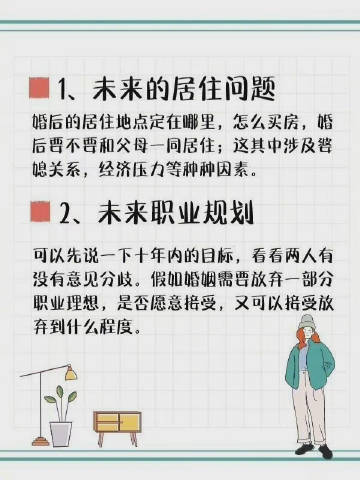 1、未来的居住问题
婚后的居住地点定在哪里，怎么买房，婚
后要不要和父母一同居住；这其中涉及婆
媳关系，经济压力等种种因素。
2、未来职业规划
可以先说一下十年内的目标，看看两人有
没有意见分歧。假如婚姻需要放弃一部分
职业理想，是否愿意接受，又可以接受放
弃到什么程度。